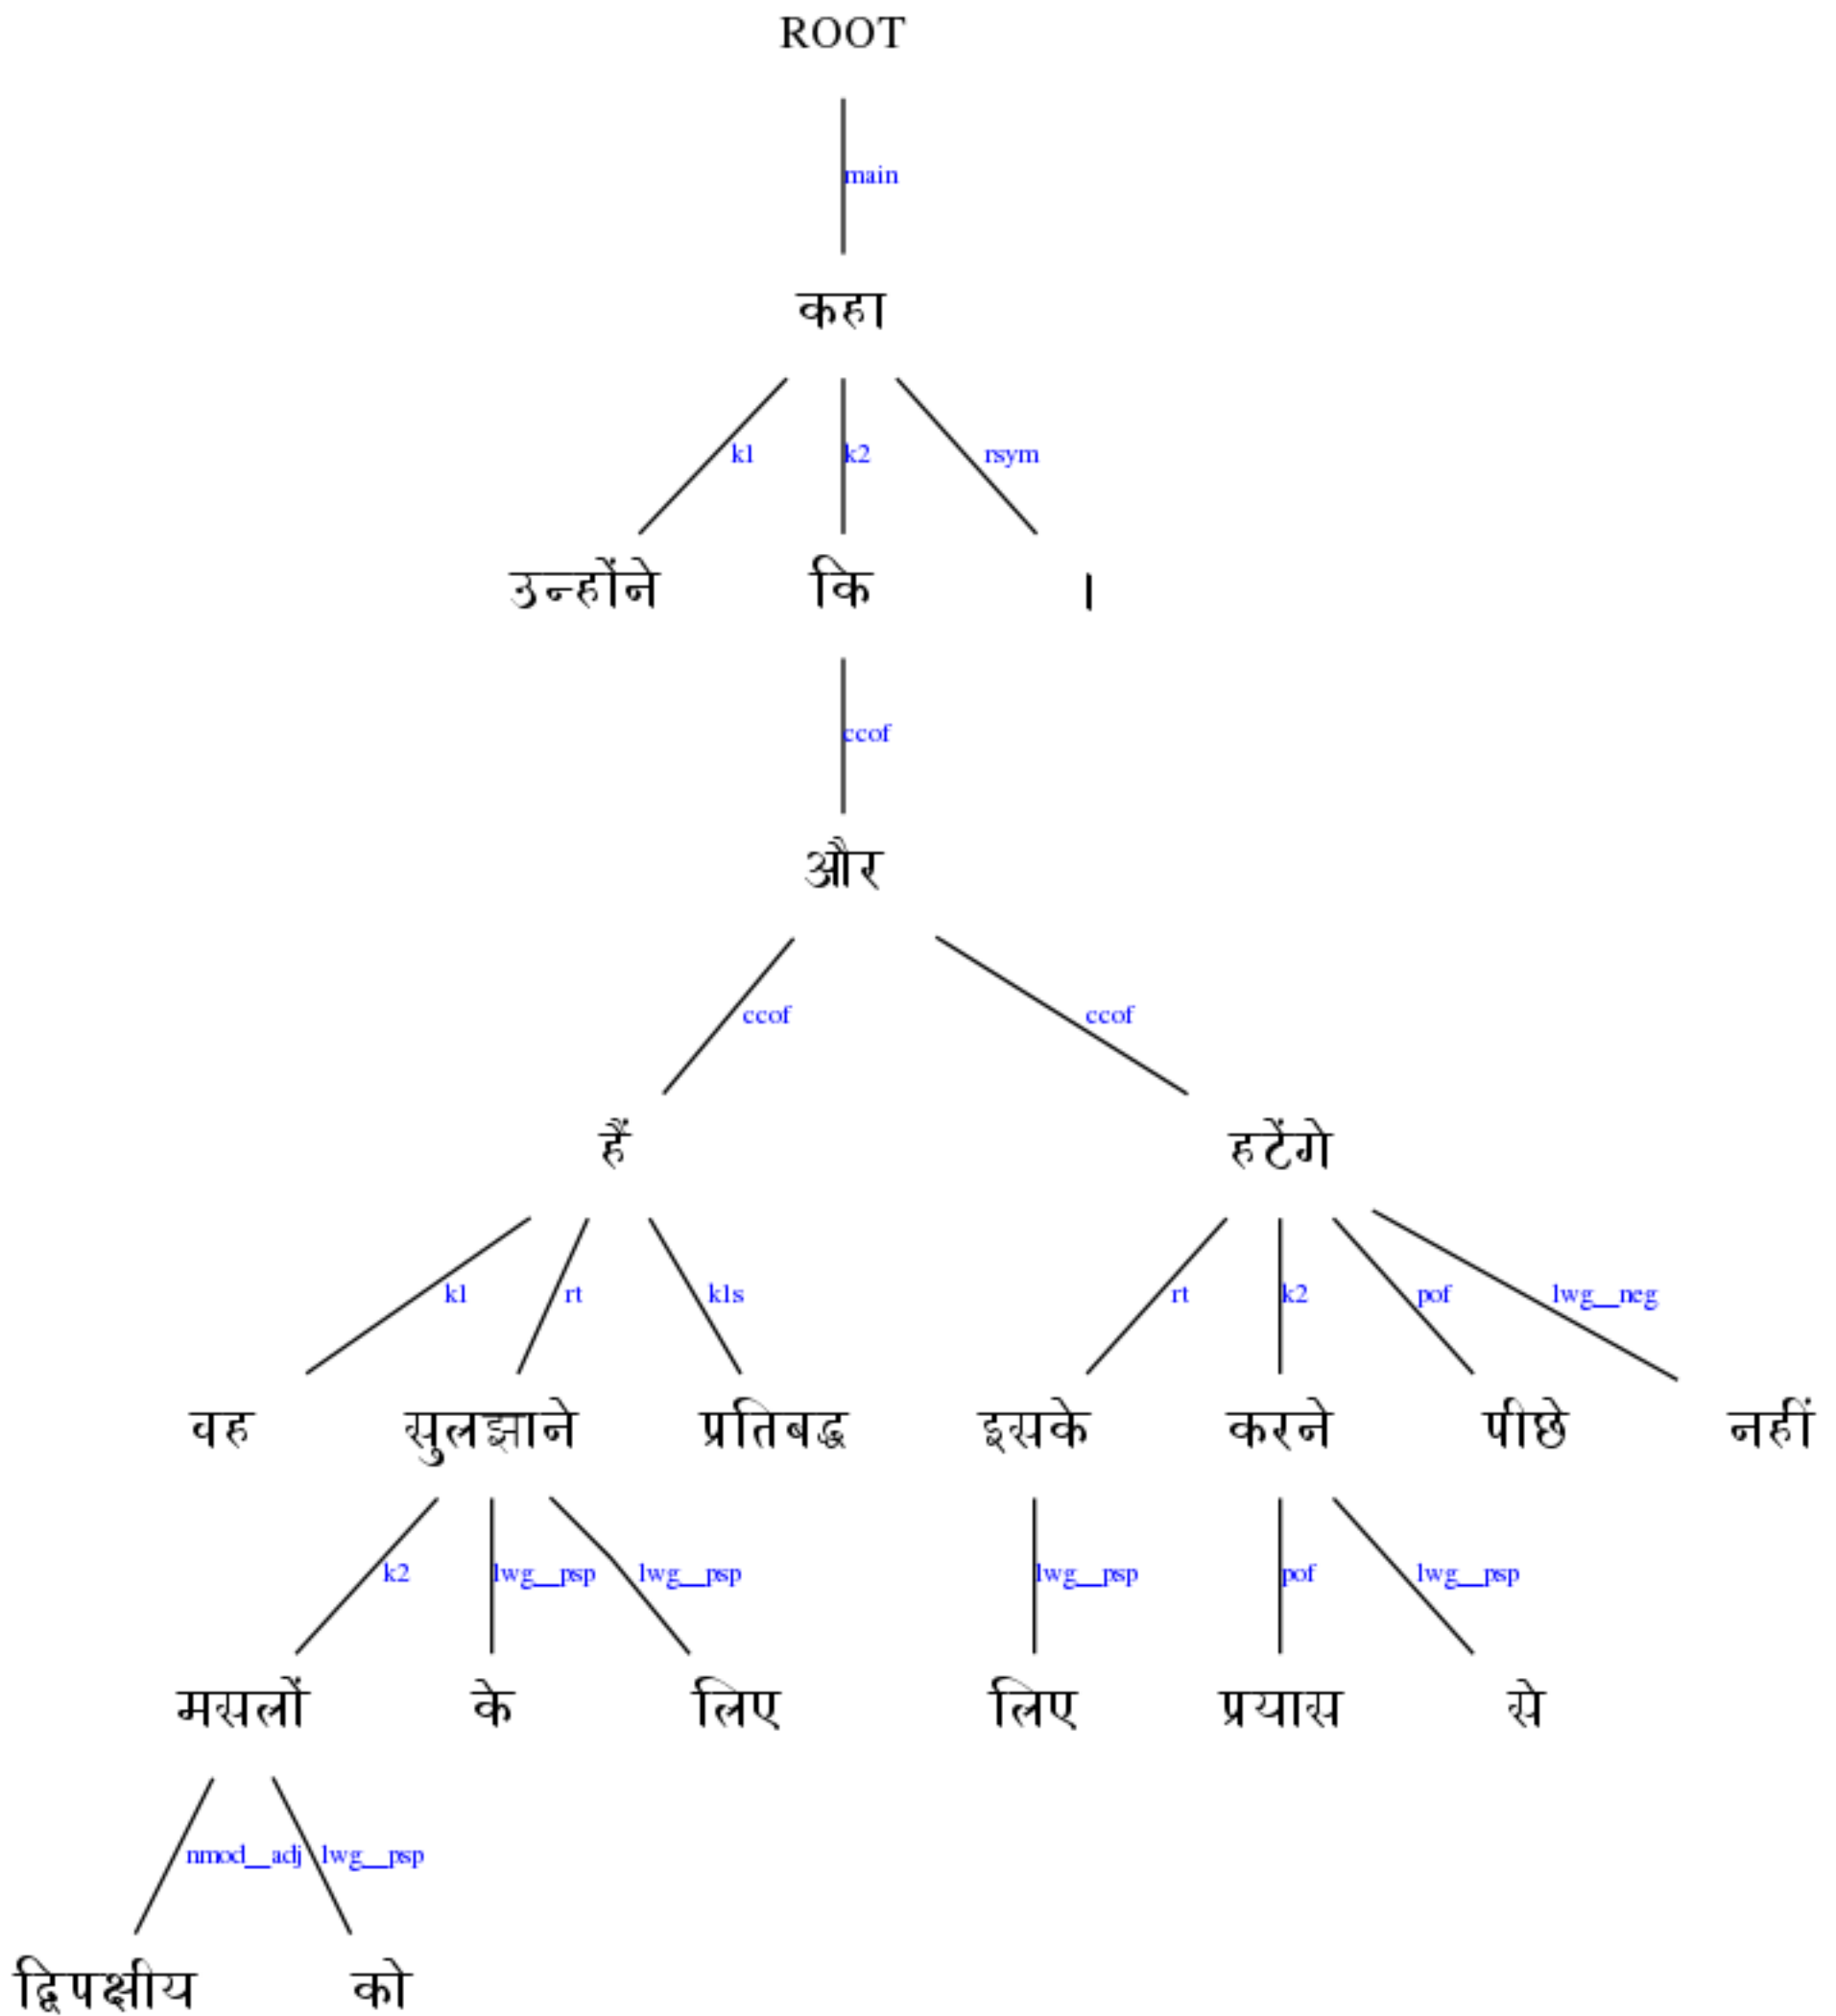 ROOT
main
कहा
k1 k2 rsym
उन्होंने कि ।
ccof
और
ccof ccof
हैं हटेंगे
k1 rt k1s rt k2 pof lwg__neg
वह सुलझाने प्रतिबद्ध इसके करने पीछे नहीं
k2 lwg__psp lwg__psp lwg__psp pof lwg__psp
मसलों के लिए लिए प्रयास से
nmod__adj lwg__psp
द्विपक्षीय को